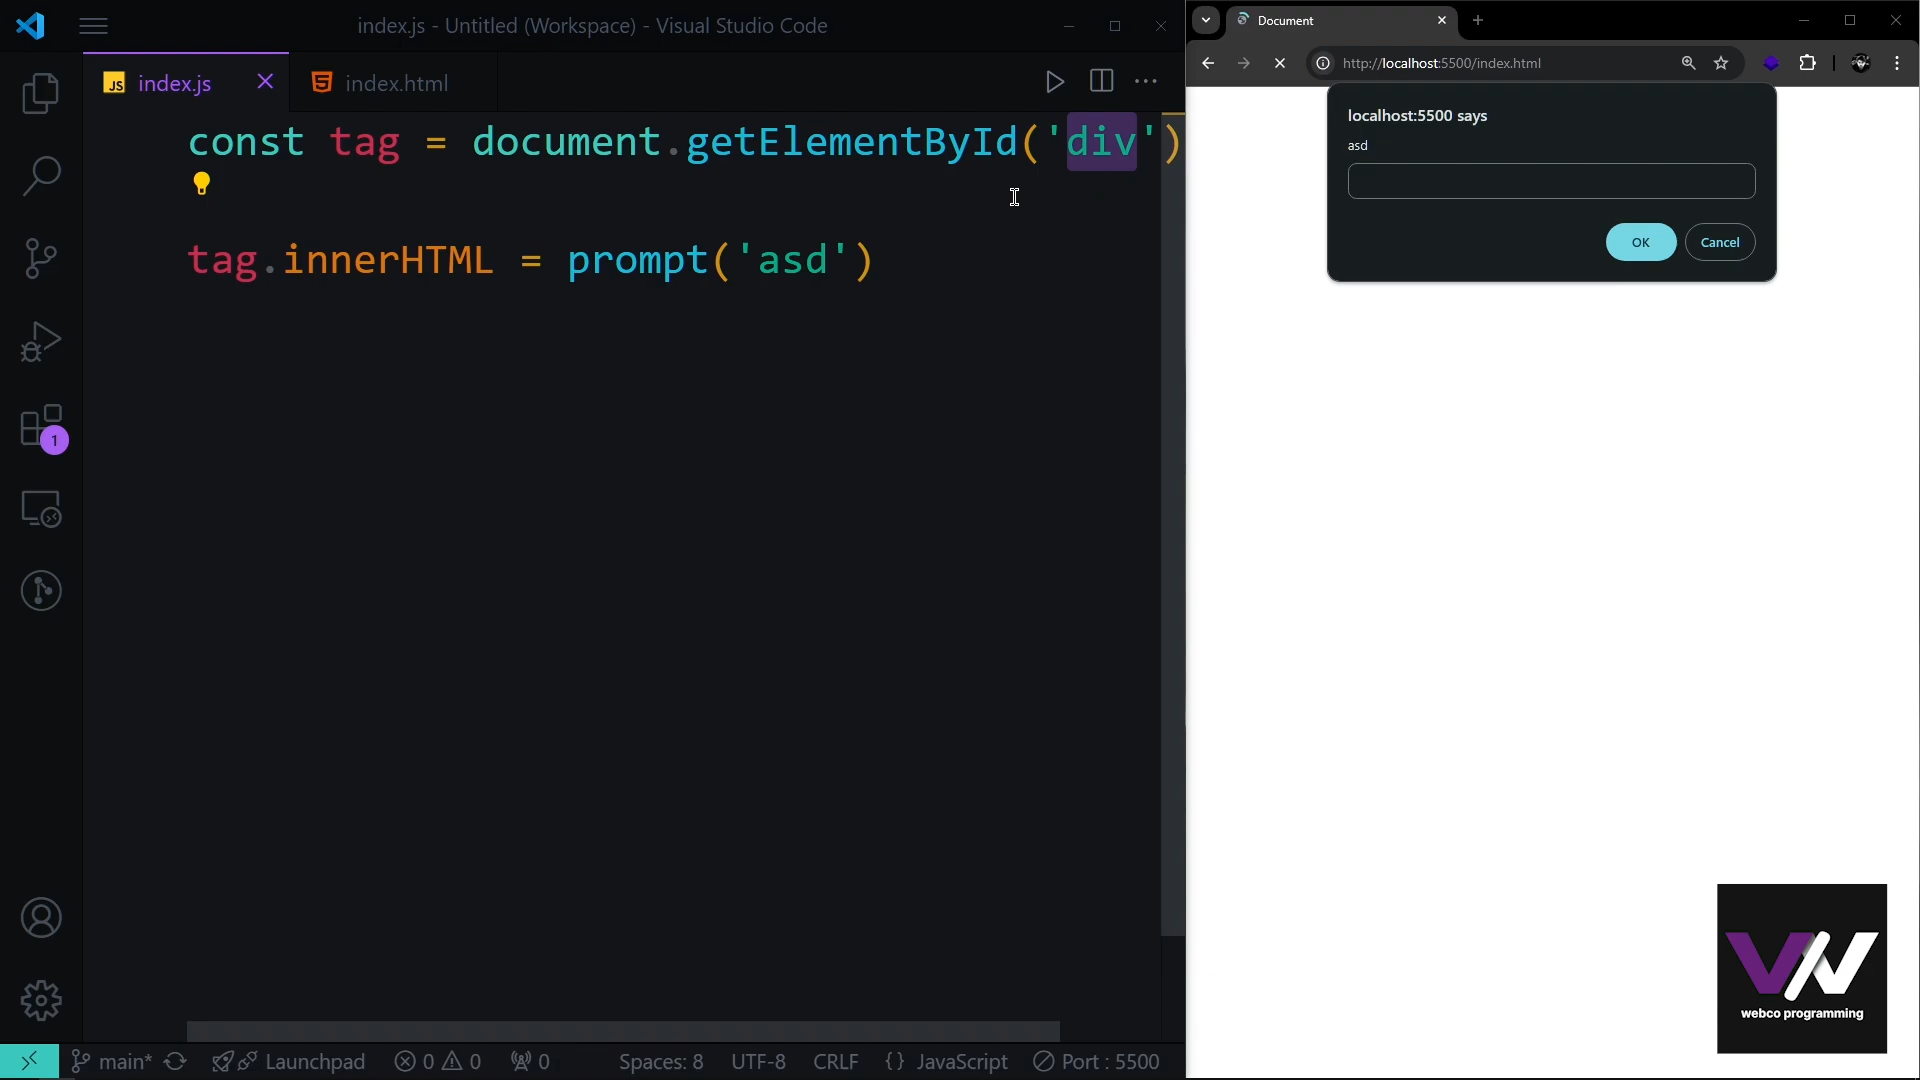 index.js - Untitled (Workspace) - Visual Studio Code
JS index.js
index.html
const tag = document.getElementById('div')
tag.innerHTML = prompt('asd')
1
main*
Launchpad
0
0
0
Spaces: 8
UTF-8
CRLF
{ } JavaScript
Port : 5500
Document
http://localhost:5500/index.html
localhost:5500 says
asd
OK
Cancel
webco programming